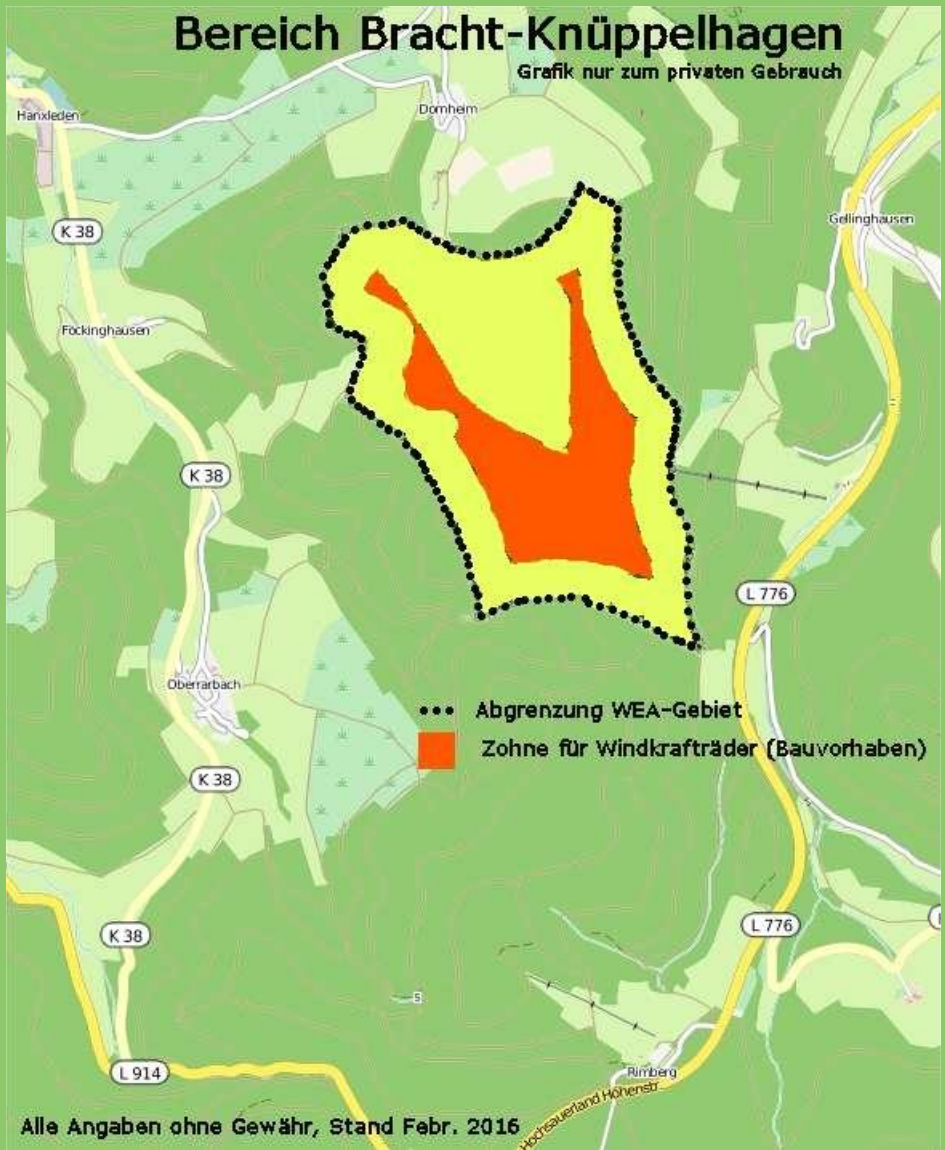 Bereich Bracht-Knüppelhagen
Grafik nur zum privaten Gebrauch
Hanxleden
Dornheim
K 38
Gellinghausen
Föckinghausen
K 38
L 776
Oberrarbach
••• Abgrenzung WEA-Gebiet
Zohne für Windkrafträder (Bauvorhaben)
K 38
K 38
L 776
S
L 914
Rimberg
Hochsauerland Höhenstr.
Alle Angaben ohne Gewähr, Stand Febr. 2016